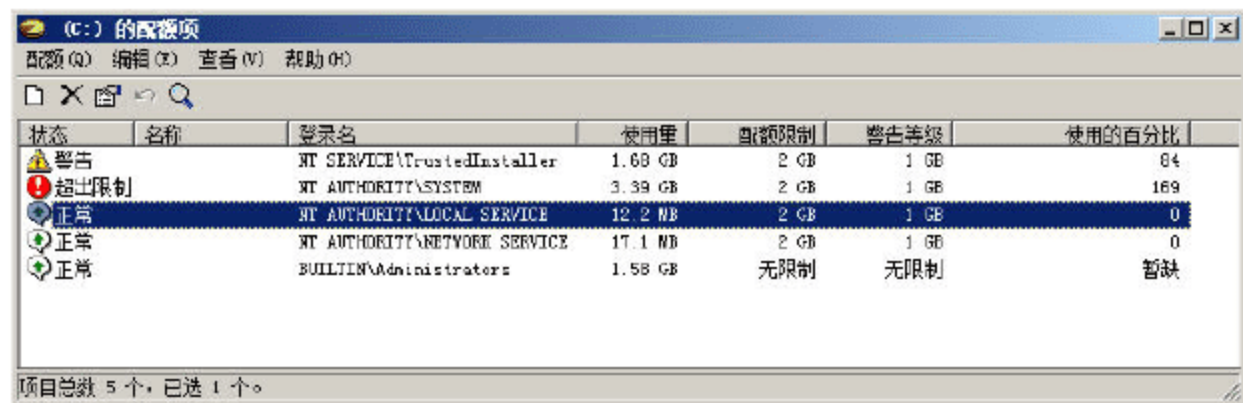 (C:) 的配额项
配额(Q) 编辑(E) 查看(V) 帮助(H)
状态 名称 登录名 使用量 配额限制 警告等级 使用的百分比
警告 NT SERVICE\TrustedInstaller 1.68 GB 2 GB 1 GB 84
超出限制 NT AUTHORITY\SYSTEM 3.39 GB 2 GB 1 GB 169
正常 NT AUTHORITY\LOCAL SERVICE 12.2 MB 2 GB 1 GB 0
正常 NT AUTHORITY\NETWORK SERVICE 17.1 MB 2 GB 1 GB 0
正常 BUILTIN\Administrators 1.58 GB 无限制 无限制 暂缺
项目总数 5 个，已选 1 个。